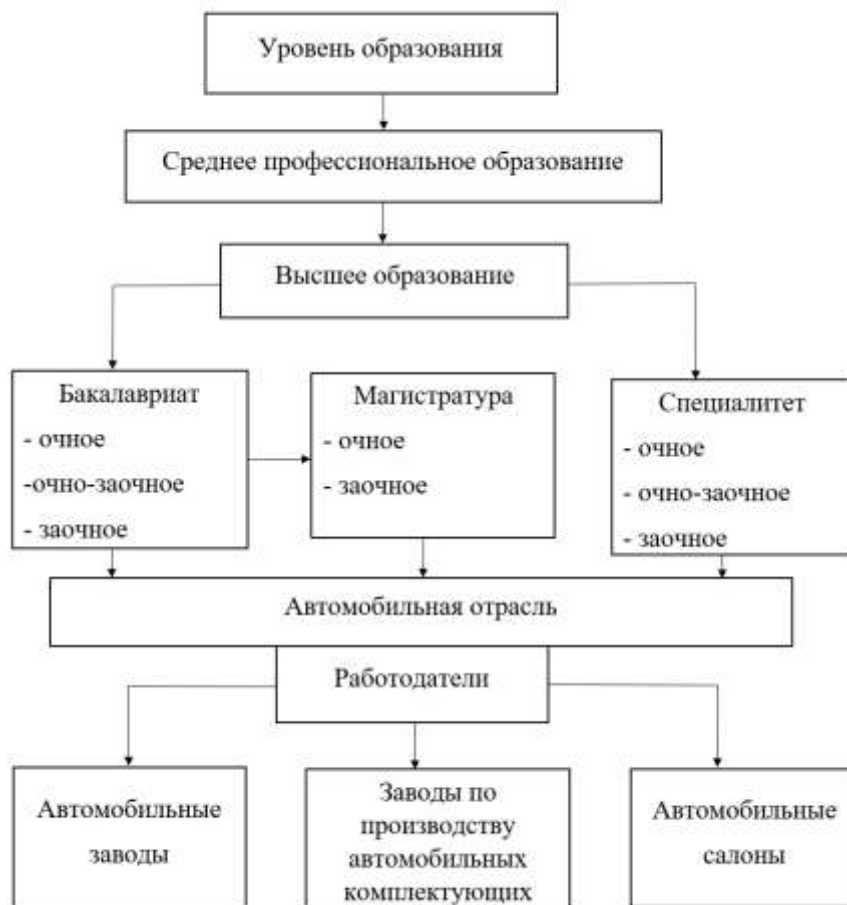 Уровень образования
Среднее профессиональное образование
Высшее образование
Бакалавриат
- очное
-очно-заочное
- заочное
Магистратура
- очное
- заочное
Специалитет
- очное
- очно-заочное
- заочное
Автомобильная отрасль
Работодатели
Автомобильные
заводы
Заводы по
производству
автомобильных
комплектующих
Автомобильные
салоны